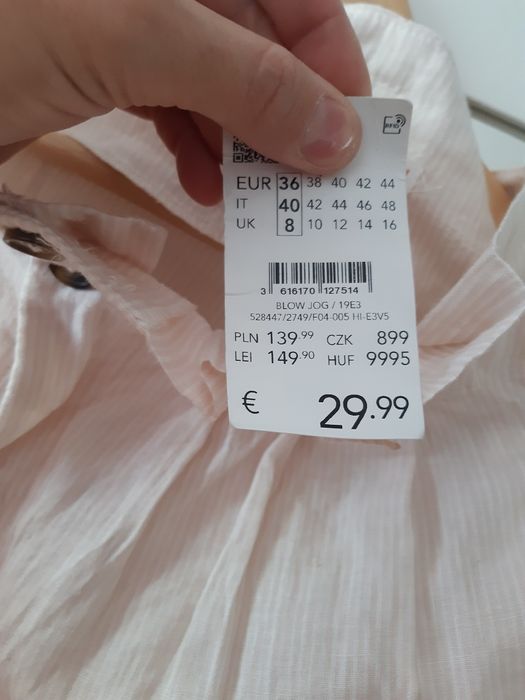 RFID
EUR 36 38 40 42 44
IT 40 42 44 46 48
UK 8 10 12 14 16
3 616170 127514
BLOW JOG / 19E3
528447/2749/F04-005 HI-E3V5
PLN 139.99 CZK 899
LEI 149.90 HUF 9995
€ 29.99